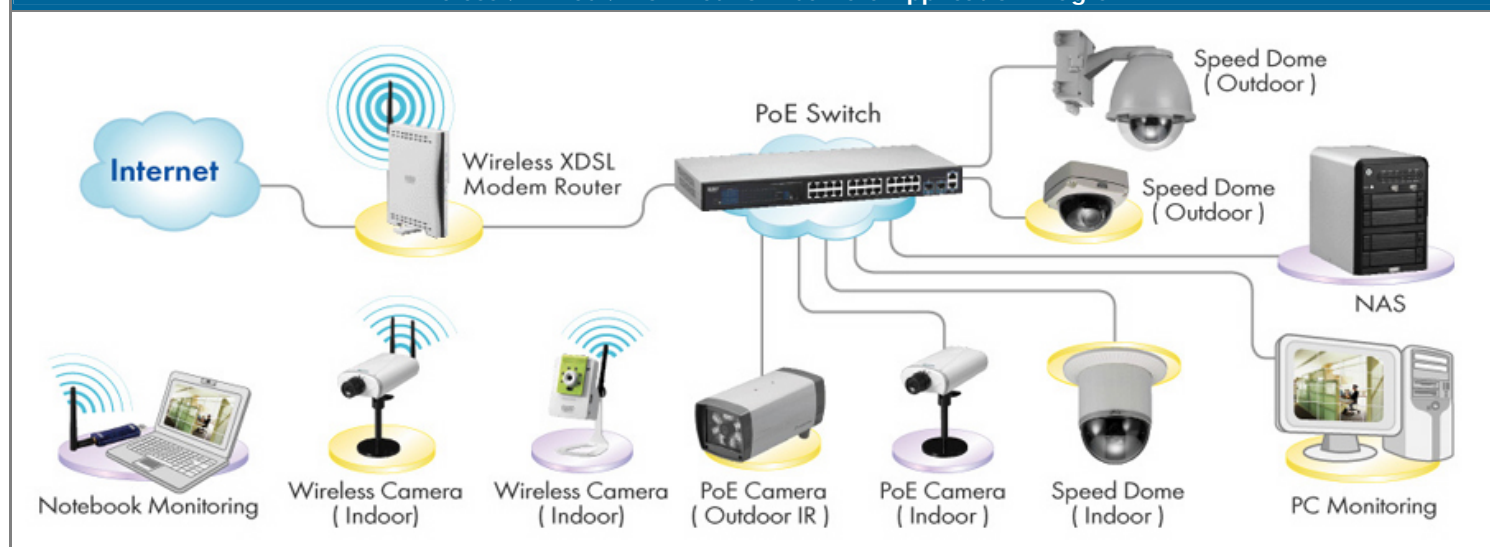 Internet
Wireless XDSL
Modem Router
PoE Switch
Speed Dome
( Outdoor )
Speed Dome
( Outdoor )
NAS
Notebook Monitoring
Wireless Camera
( Indoor)
Wireless Camera
( Indoor)
PoE Camera
( Outdoor IR )
PoE Camera
( Indoor )
Speed Dome
( Indoor )
PC Monitoring